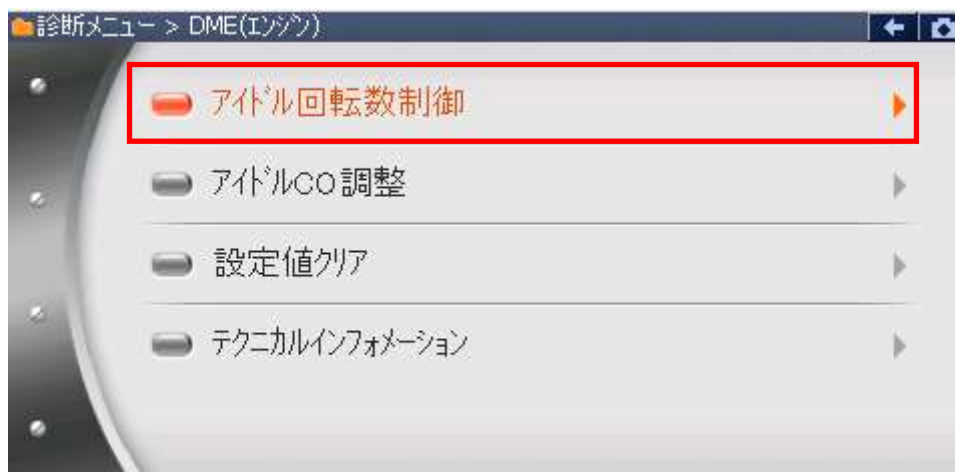 診断メニュー > DME(エンジン)
アイドル回転数制御
アイドルCO調整
設定値クリア
テクニカルインフォメーション